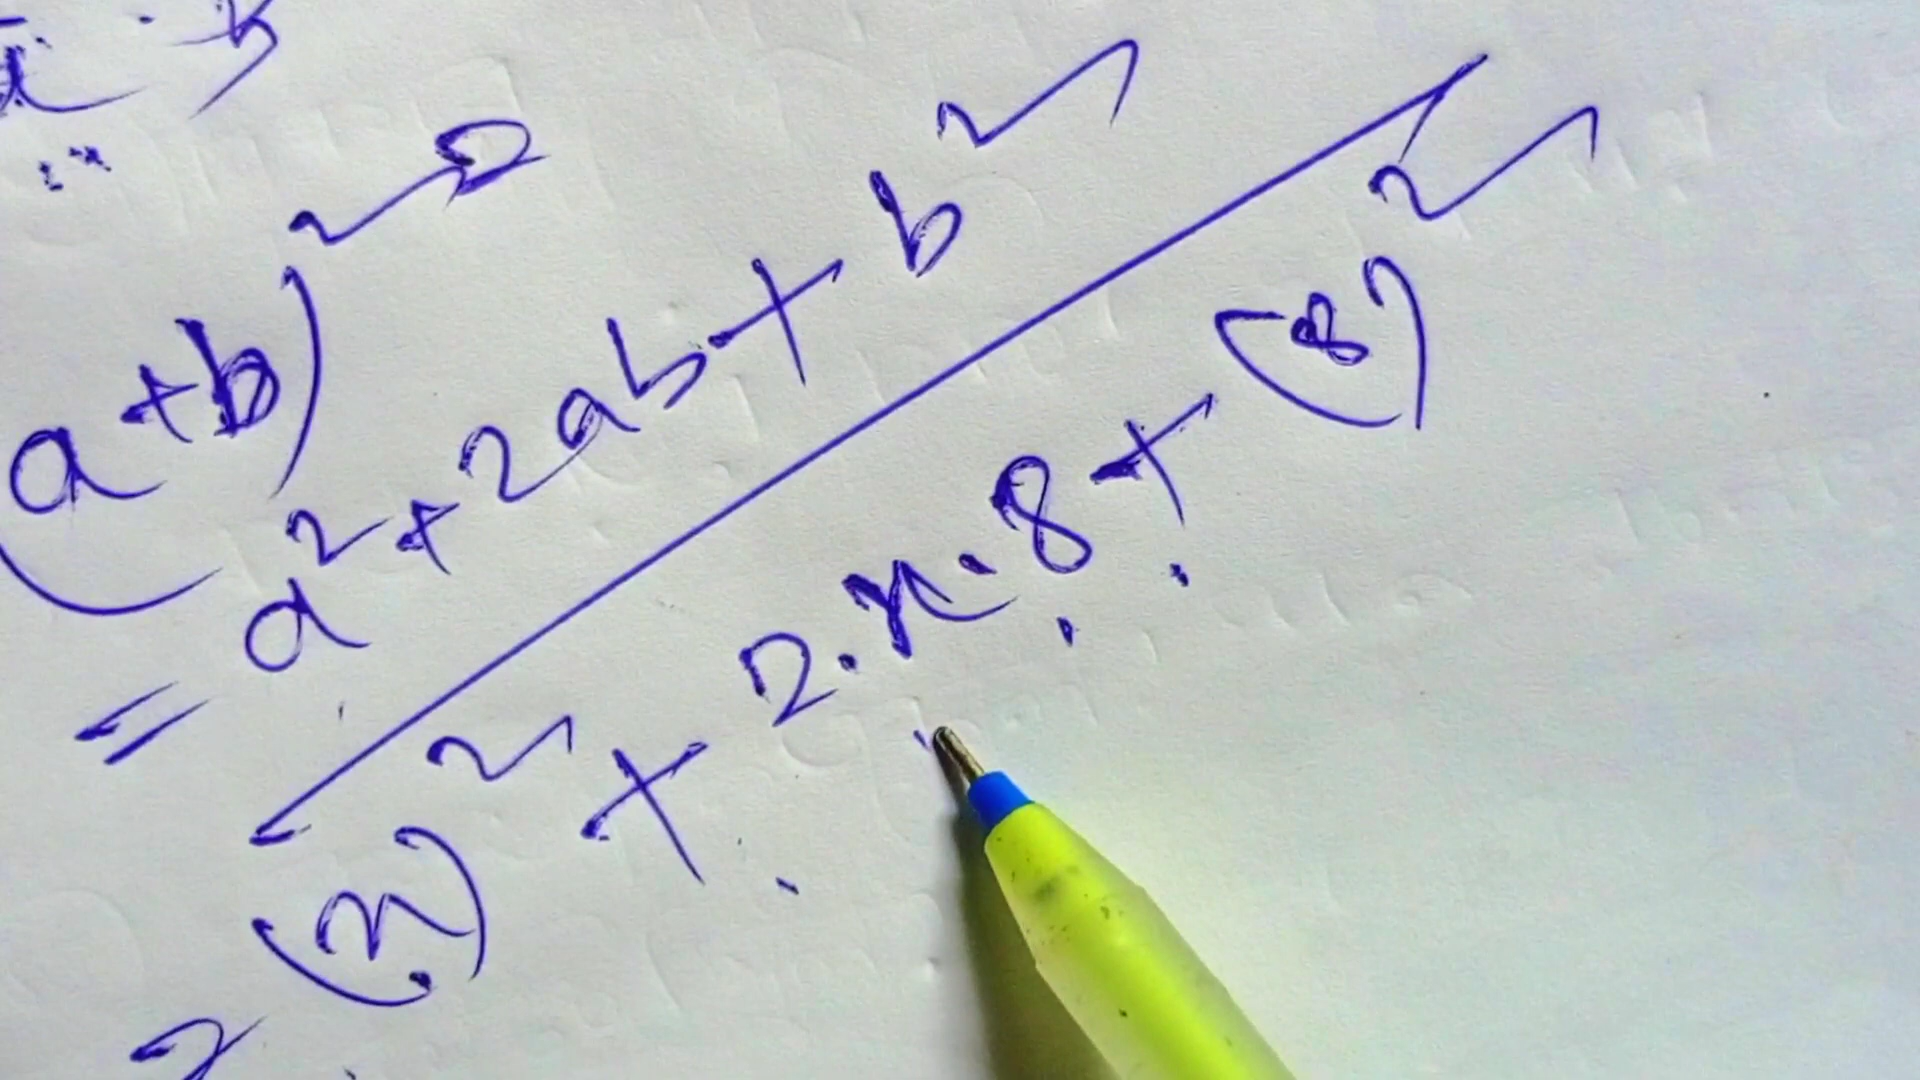 (a+b)²
= a² + 2ab + b²
(x)² + 2.x.8 + (8)²